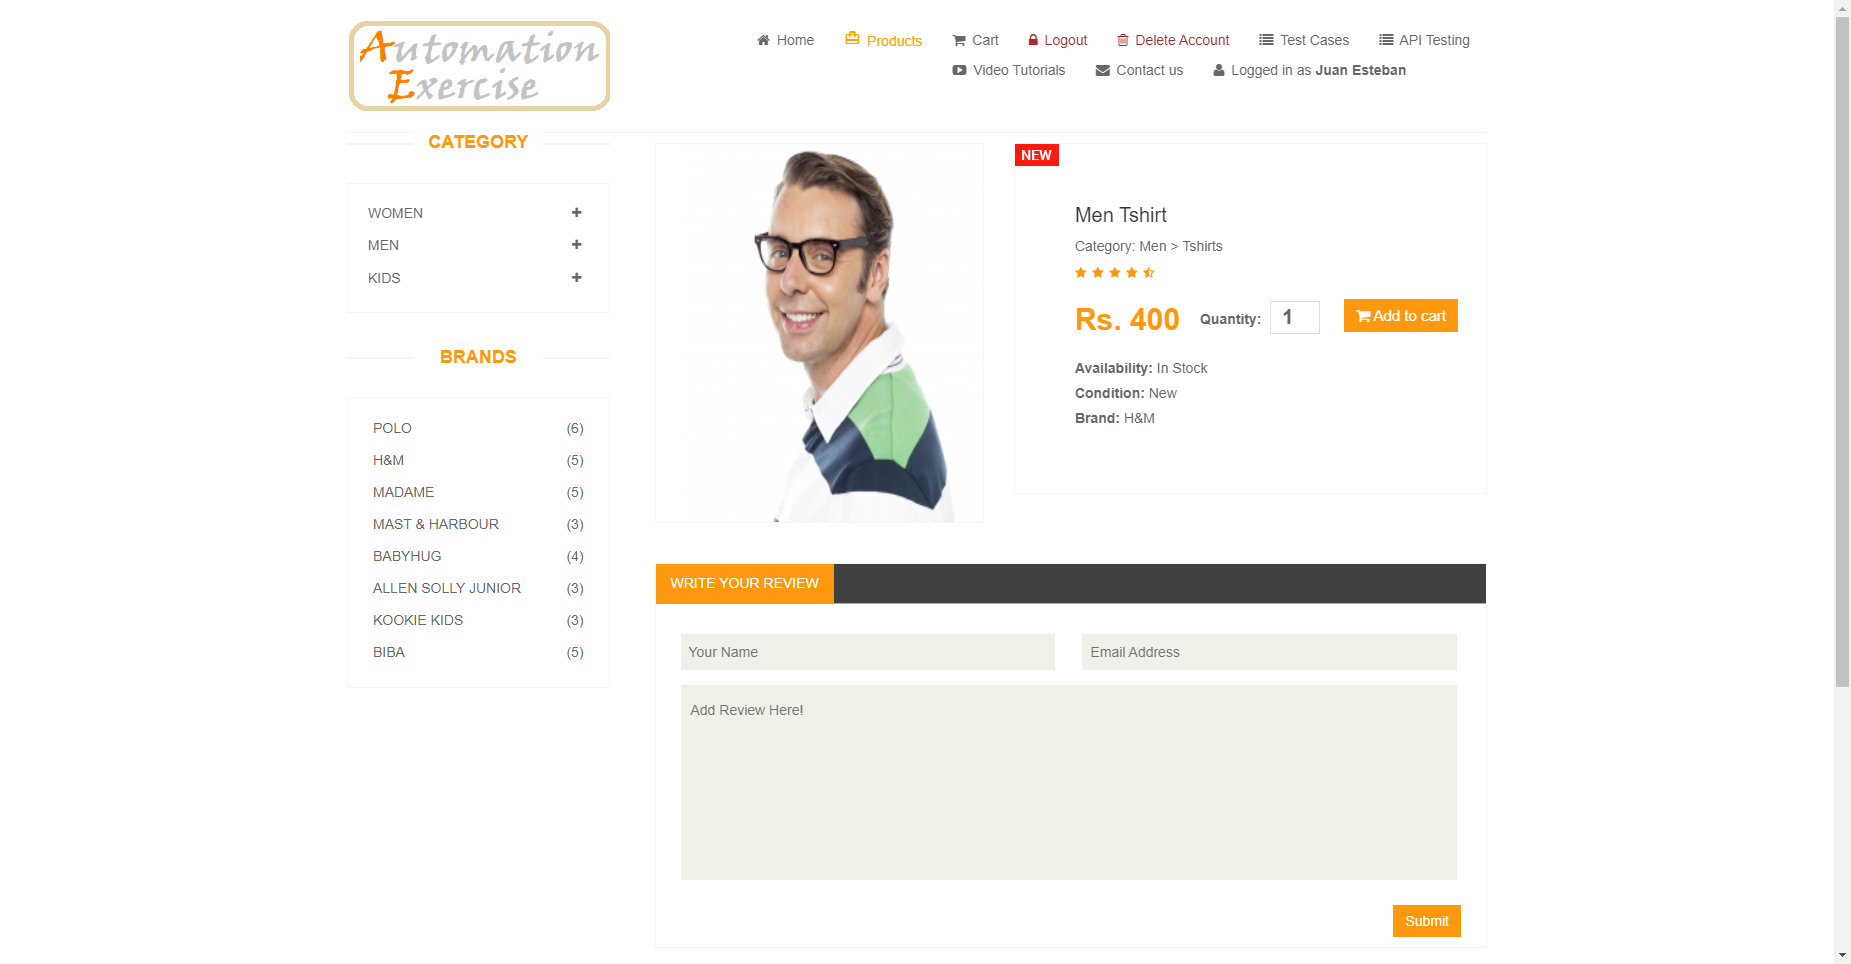 Automation
Exercise
Home
Products
Cart
Logout
Delete Account
Test Cases
API Testing
Video Tutorials
Contact us
Logged in as Juan Esteban
CATEGORY
WOMEN
MEN
KIDS
BRANDS
POLO (6)
H&M (5)
MADAME (5)
MAST & HARBOUR (3)
BABYHUG (4)
ALLEN SOLLY JUNIOR (3)
KOOKIE KIDS (3)
BIBA (5)
NEW
Men Tshirt
Category: Men > Tshirts
Rs. 400 Quantity: 1 Add to cart
Availability: In Stock
Condition: New
Brand: H&M
WRITE YOUR REVIEW
Your Name
Email Address
Add Review Here!
Submit